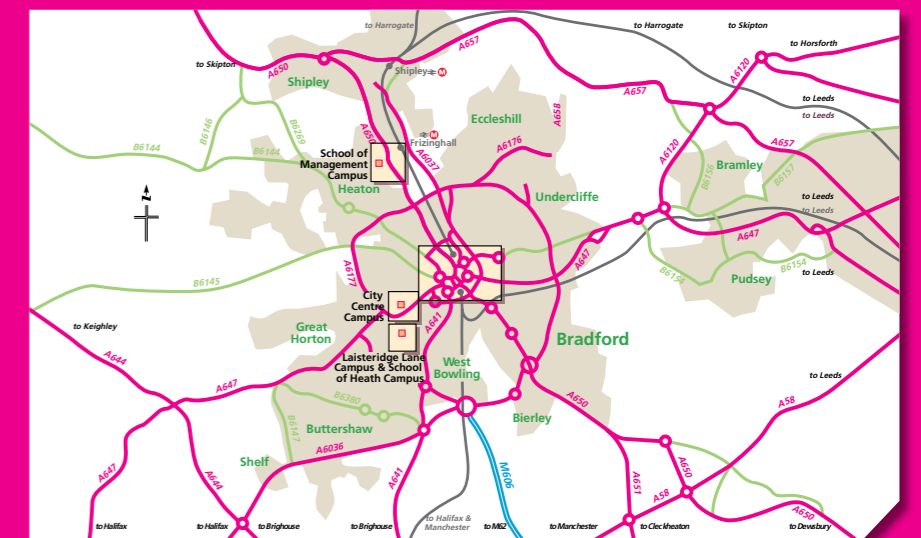 to Harrogate
to Harrogate
to Skipton
A657
to Horsforth
to Skipton
A650
Shipley
M
A6120
Shipley
A657
to Leeds
to Leeds
A658
Eccleshill
B6146
B6269
A650
M
Frizinghall
A6176
A6120
A657
B6144
B6144
School of
Management
Campus
A6037
Bramley
B6156
B6157
Heaton
Undercliffe
N
to Leeds
to Leeds
A647
A647
A6177
B6145
B6154
B6154
Pudsey
to Leeds
City
Centre
Campus
A641
Great
Horton
Bradford
to Keighley
Laisteridge Lane
Campus & School
of Heath Campus
West
Bowling
A644
to Leeds
A647
B6380
A650
A58
B6147
Buttershaw
Bierley
A6036
Shelf
A647
A644
A641
M606
A651
A650
A58
A650
to Halifax
to Halifax
to Brighouse
to Brighouse
to Halifax &
Manchester
to M62
to Manchester
to Cleckheaton
to Dewsbury